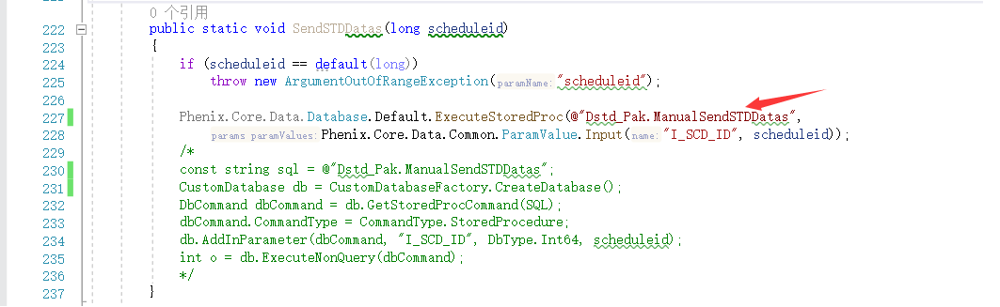 0 个引用
222 public static void SendSTDDatas(long scheduleid)
223 {
224 if (scheduleid == default(long))
225 throw new ArgumentOutOfRangeException(paramName:"scheduleid");
226
227 Phenix.Core.Data.Database.Default.ExecuteStoredProc(@"Dstd_Pak.ManualSendSTDDatas",
228 params paramValues:Phenix.Core.Data.Common.ParamValue.Input(name:"I_SCD_ID", scheduleid));
229 /*
230 const string sql = @"Dstd_Pak.ManualSendSTDDatas";
231 CustomDatabase db = CustomDatabaseFactory.CreateDatabase();
232 DbCommand dbCommand = db.GetStoredProcCommand(SQL);
233 dbCommand.CommandType = CommandType.StoredProcedure;
234 db.AddInParameter(dbCommand, "I_SCD_ID", DbType.Int64, scheduleid);
235 int o = db.ExecuteNonQuery(dbCommand);
236 */
237 }